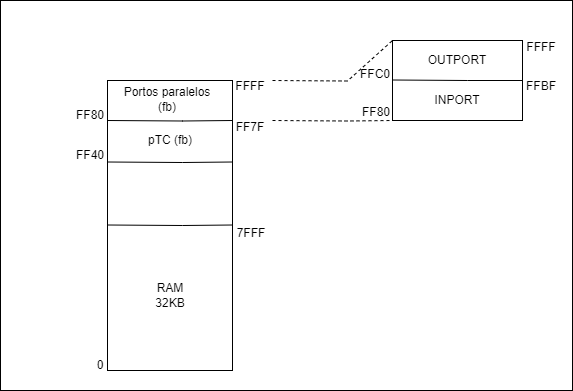 FFFF
OUTPORT
FFC0
FFBF
INPORT
FF80
Portos paralelos
(fb)
FFFF
FF80
FF7F
pTC (fb)
FF40
7FFF
RAM
32KB
0